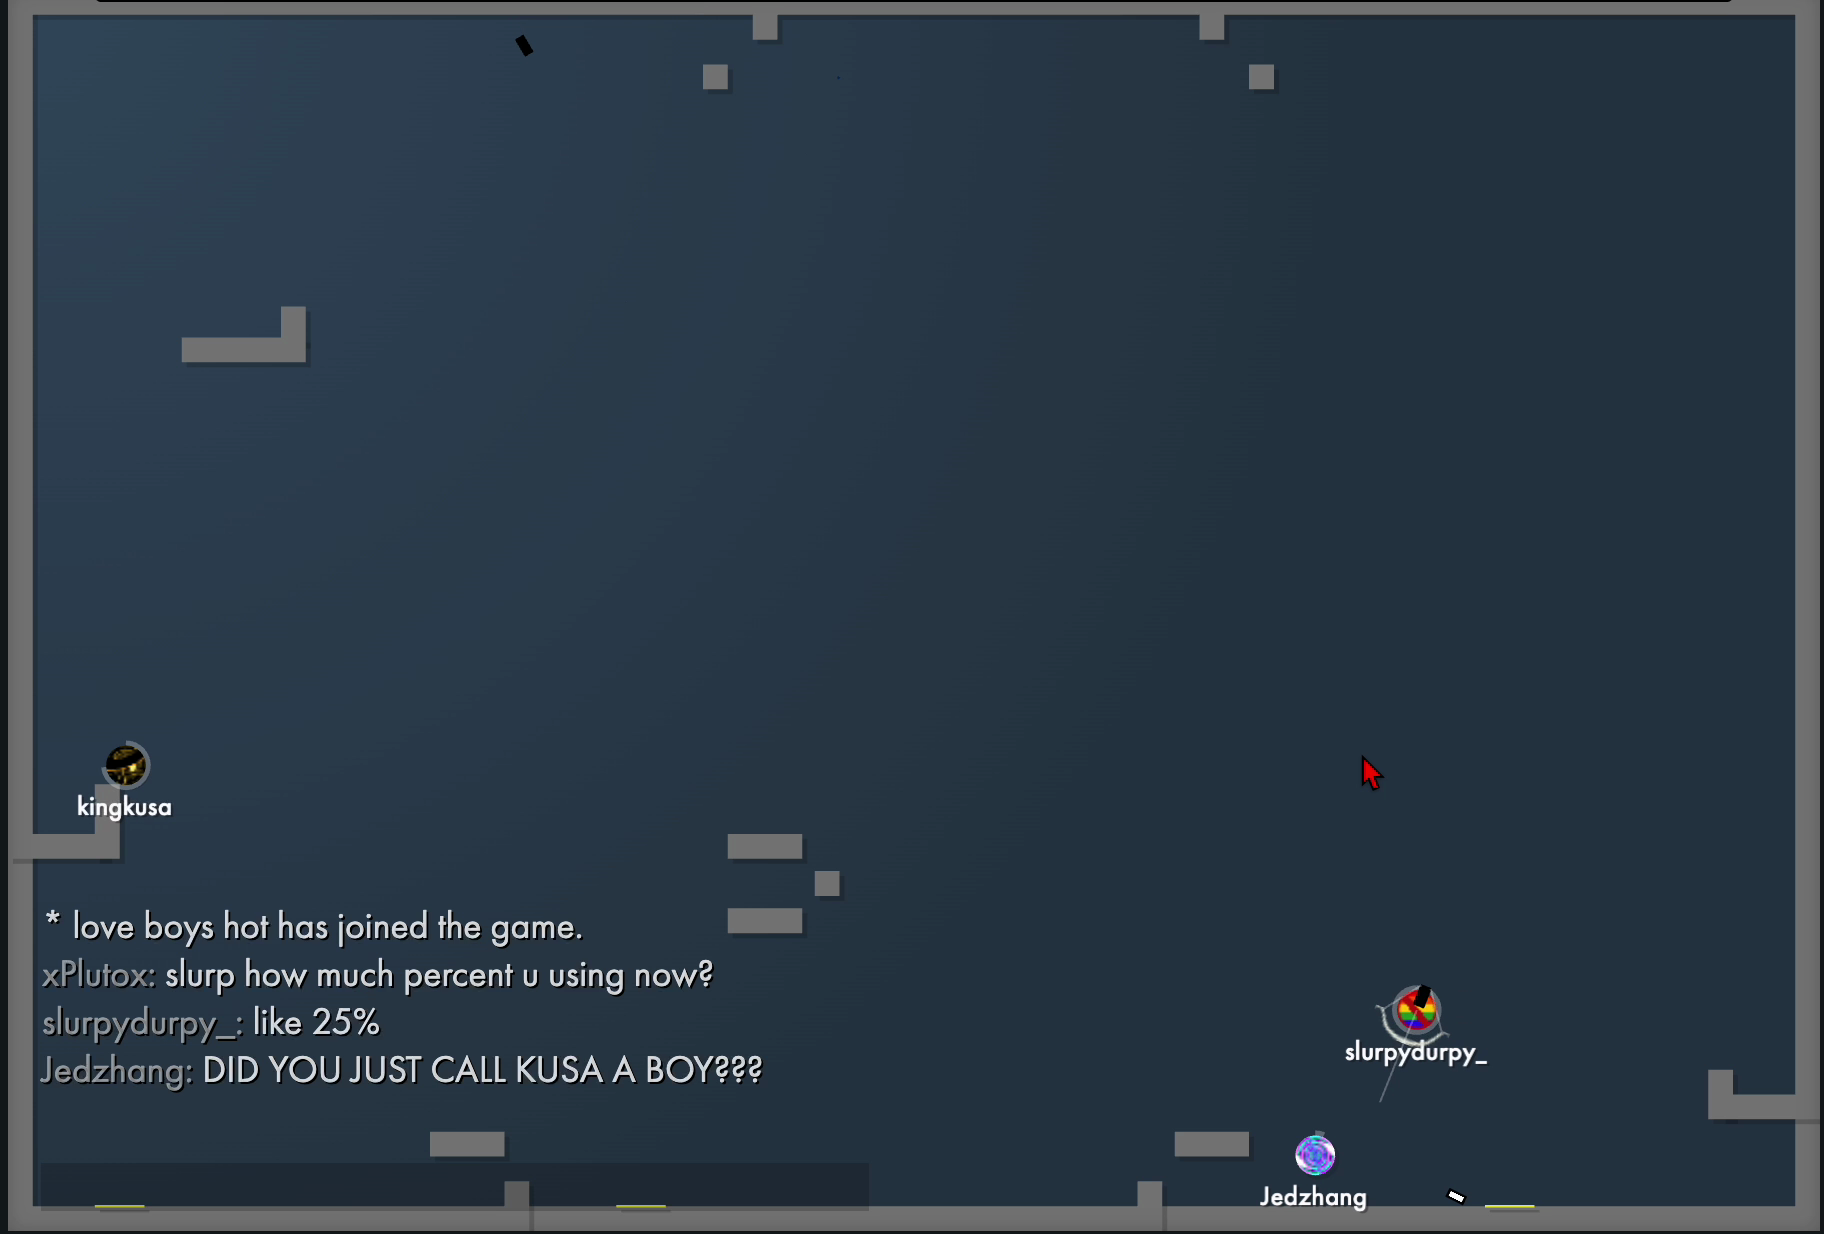 kingkusa
* love boys hot has joined the game.
xPlutox: slurp how much percent u using now?
slurpydurpy_: like 25%
Jedzhang: DID YOU JUST CALL KUSA A BOY???
slurpydurpy_
Jedzhang